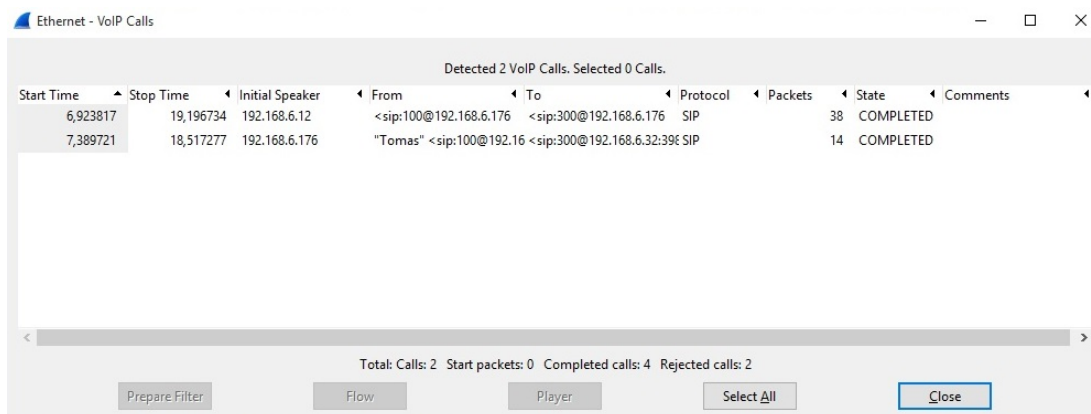 Ethernet - VoIP Calls
Detected 2 VoIP Calls. Selected 0 Calls.
Start Time Stop Time Initial Speaker From To Protocol Packets State Comments
6,923817 19,196734 192.168.6.12 <sip:100@192.168.6.176 <sip:300@192.168.6.176 SIP 38 COMPLETED
7,389721 18,517277 192.168.6.176 "Tomas" <sip:100@192.16 <sip:300@192.168.6.32:398 SIP 14 COMPLETED
Total: Calls: 2 Start packets: 0 Completed calls: 4 Rejected calls: 2
Prepare Filter Flow Player Select All Close